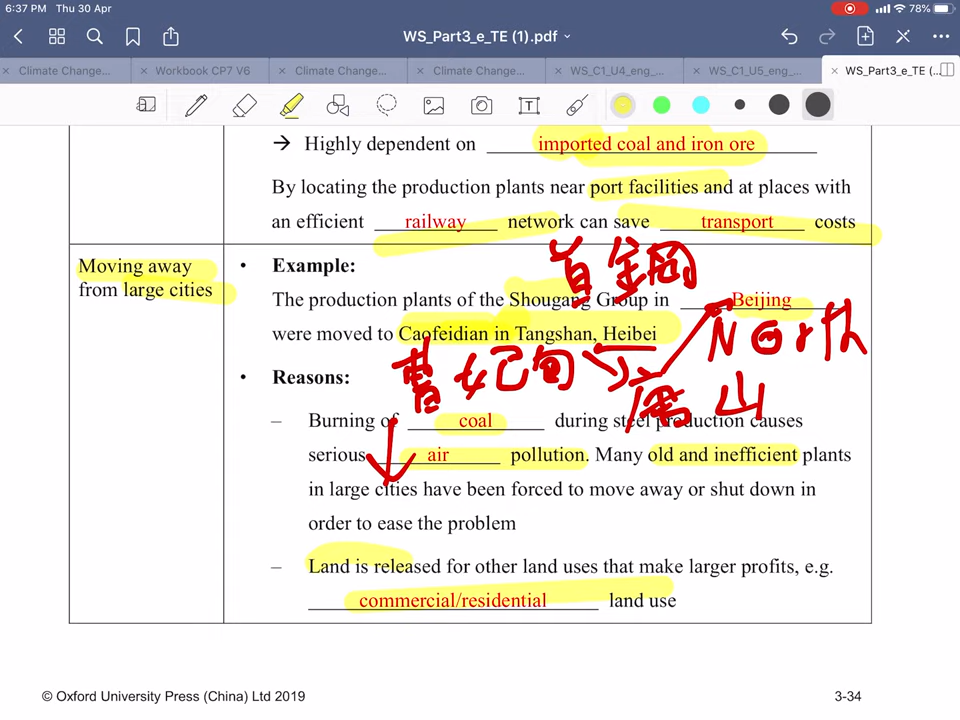 6:37 PM Thu 30 Apr
78%
WS_Part3_e_TE (1).pdf
Climate Change...
Workbook CP7 V6
Climate Change...
Climate Change...
WS_C1_U4_eng_...
WS_C1_U5_eng_...
WS_Part3_e_TE (...
→ Highly dependent on imported coal and iron ore
By locating the production plants near port facilities and at places with
an efficient railway network can save transport costs
Moving away
from large cities
• Example:
首金岡
The production plants of the Shougang Group in Beijing
were moved to Caofeidian in Tangshan, Heibei
North
曹妃甸
唐山
• Reasons:
– Burning of coal during steel production causes
serious air pollution. Many old and inefficient plants
in large cities have been forced to move away or shut down in
order to ease the problem
– Land is released for other land uses that make larger profits, e.g.
commercial/residential land use
© Oxford University Press (China) Ltd 2019
3-34